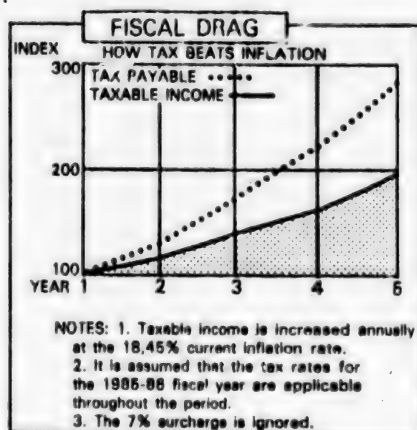 FISCAL DRAG
INDEX HOW TAX BEATS INFLATION
300
TAX PAYABLE
TAXABLE INCOME
200
100
YEAR 1 2 3 4 5
NOTES: 1. Taxable income is increased annually
at the 18,45% current inflation rate.
2. It is assumed that the tax rates for
the 1985-86 fiscal year are applicable
throughout the period.
3. The 7% surcharge is ignored.